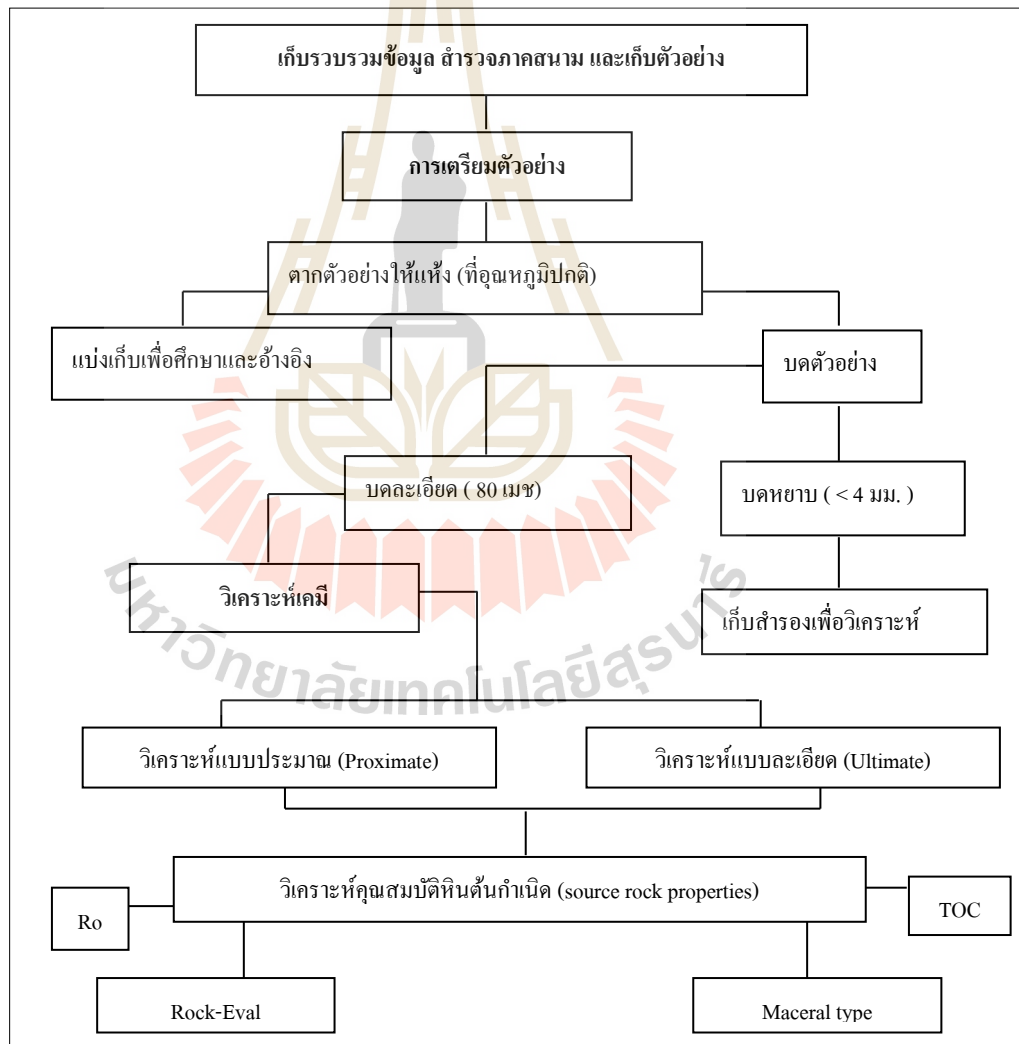 เก็บรวบรวมข้อมูล สำรวจภาคสนาม และเก็บตัวอย่าง
การเตรียมตัวอย่าง
ตากตัวอย่างให้แห้ง (ที่อุณหภูมิปกติ)
แบ่งเก็บเพื่อศึกษาและอ้างอิง
บดตัวอย่าง
บดละเอียด ( 80 เมช)
บดหยาบ ( < 4 มม. )
วิเคราะห์เคมี
เก็บสำรองเพื่อวิเคราะห์
มหาวิทยาลัยเทคโนโลยีสุรนารี
วิเคราะห์แบบประมาณ (Proximate)
วิเคราะห์แบบละเอียด (Ultimate)
วิเคราะห์คุณสมบัติหินต้นกำเนิด (source rock properties)
Ro
TOC
Rock-Eval
Maceral type